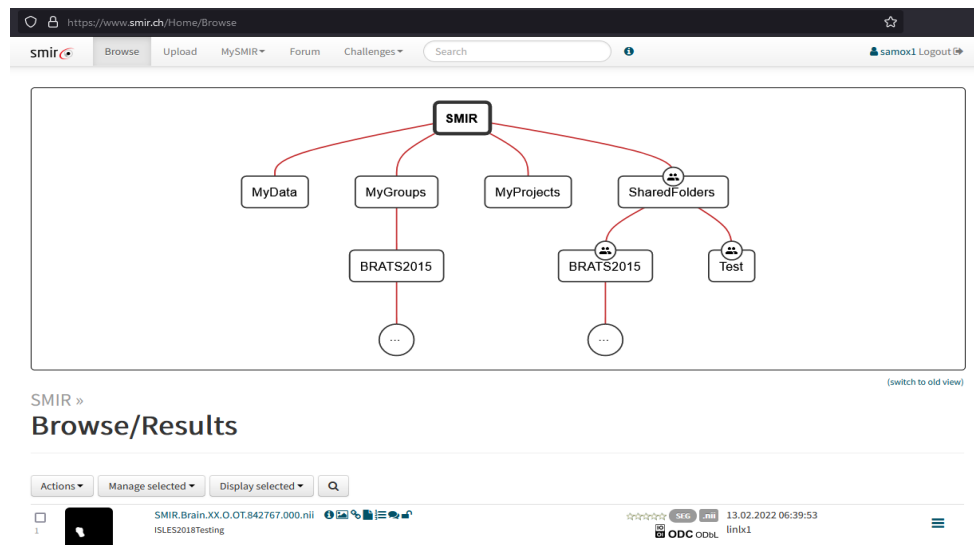 https://www.smir.ch/Home/Browse
smir Browse Upload MySMIR Forum Challenges Search samox1 Logout
SMIR
MyData MyGroups MyProjects SharedFolders
BRATS2015 BRATS2015 Test
... ...
(switch to old view)
SMIR »
Browse/Results
Actions Manage selected Display selected
SMIR.Brain.XX.O.OT.842767.000.nii SEG .nii 13.02.2022 06:39:53
1 ISLES2018Testing ODC ODbL linlx1